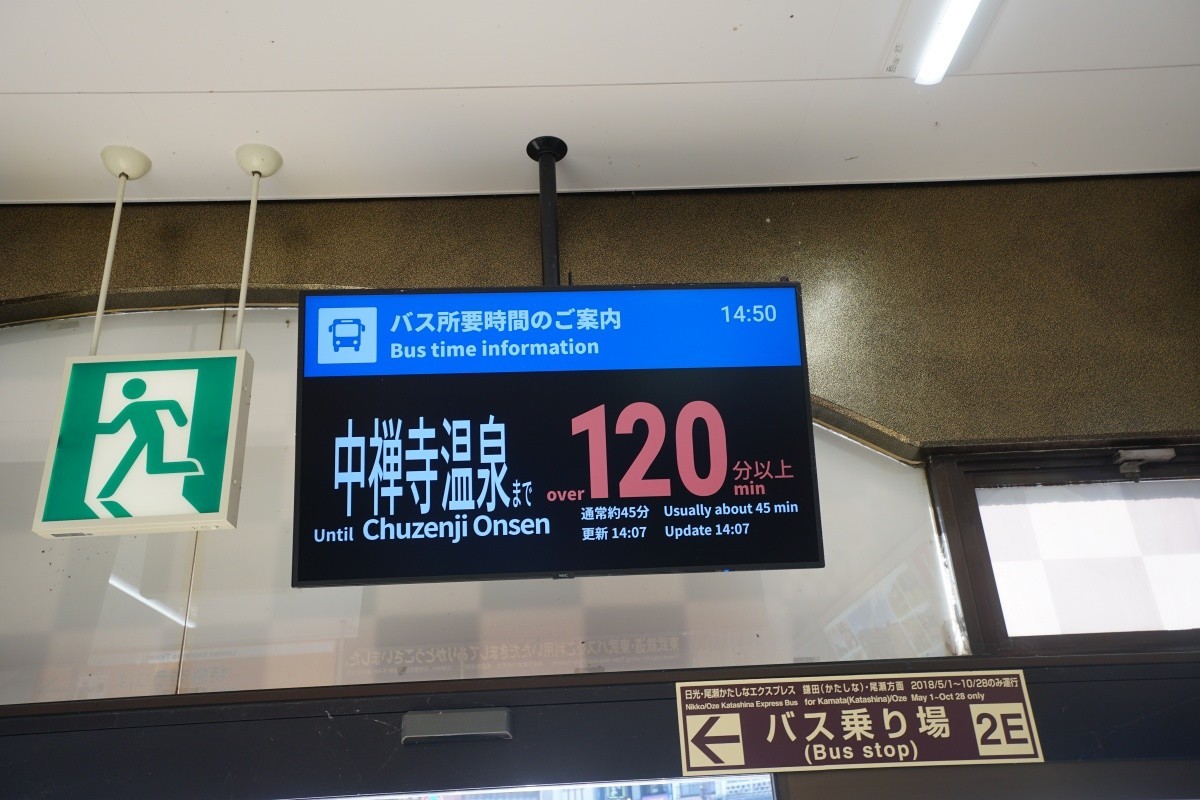 バス所要時間のご案内
Bus time information
14:50
中禅寺温泉まで
Until Chuzenji Onsen
over 120 分以上
min
通常約45分 Usually about 45 min
更新 14:07 Update 14:07
NEC
日光・尾瀬かたしなエクスプレス 鎌田(かたしな)・尾瀬方面 2018/5/1~10/28のみ運行
Nikko/Oze Katashina Express Bus for Kamata(Katashina)/Oze May 1~Oct 28 only
バス乗り場
(Bus stop)
2E